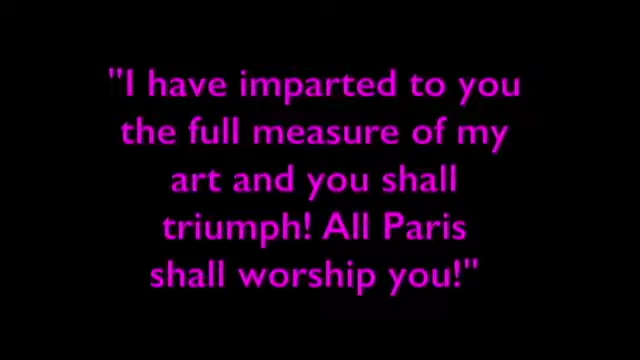 "I have imparted to you
the full measure of my
art and you shall
triumph! All Paris
shall worship you!"